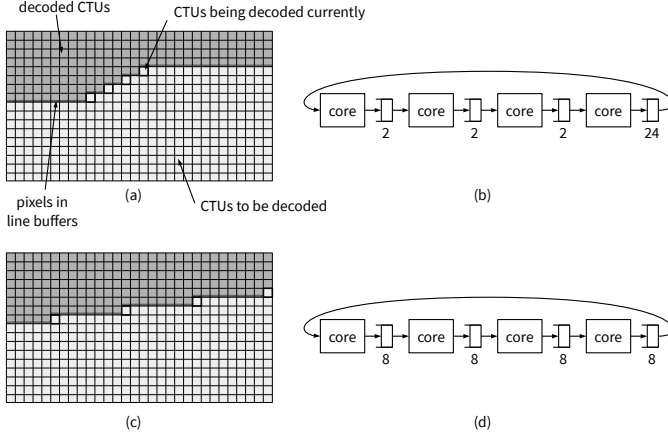 decoded CTUs
CTUs being decoded currently
core
core
core
core
2
2
2
24
pixels in
line buffers
(a)
CTUs to be decoded
(b)
core
core
core
core
8
8
8
8
(c)
(d)